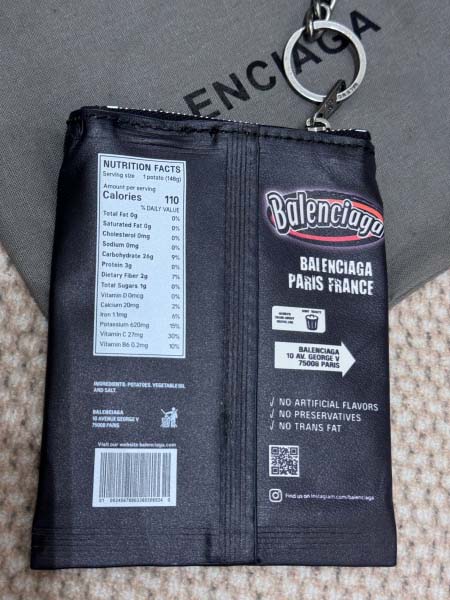 BALENCIAGA
NUTRITION FACTS
Serving size 1 potato (148g)
Amount per serving
Calories 110
% DAILY VALUE
Total Fat 0g 0%
Saturated Fat 0g 0%
Cholesterol 0mg 0%
Sodium 0mg 0%
Carbohydrate 26g 9%
Protein 3g 0%
Dietary Fiber 2g 7%
Total Sugars 1g 0%
Vitamin D 0mcg 0%
Calcium 20mg 2%
Iron 1.1mg 6%
Potassium 620mg 15%
Vitamin C 27mg 30%
Vitamin B6 0.2mg 10%
INGREDIENTS: POTATOES, VEGETABLE OIL
AND SALT.
BALENCIAGA
10 AVENUE GEORGE V
75008 PARIS
Visit our website balenciaga.com
Balenciaga
BALENCIAGA
PARIS FRANCE
BALENCIAGA
10 AV. GEORGE V
75008 PARIS
√ NO ARTIFICIAL FLAVORS
√ NO PRESERVATIVES
√ NO TRANS FAT
Find us on Instagram.com/balenciaga